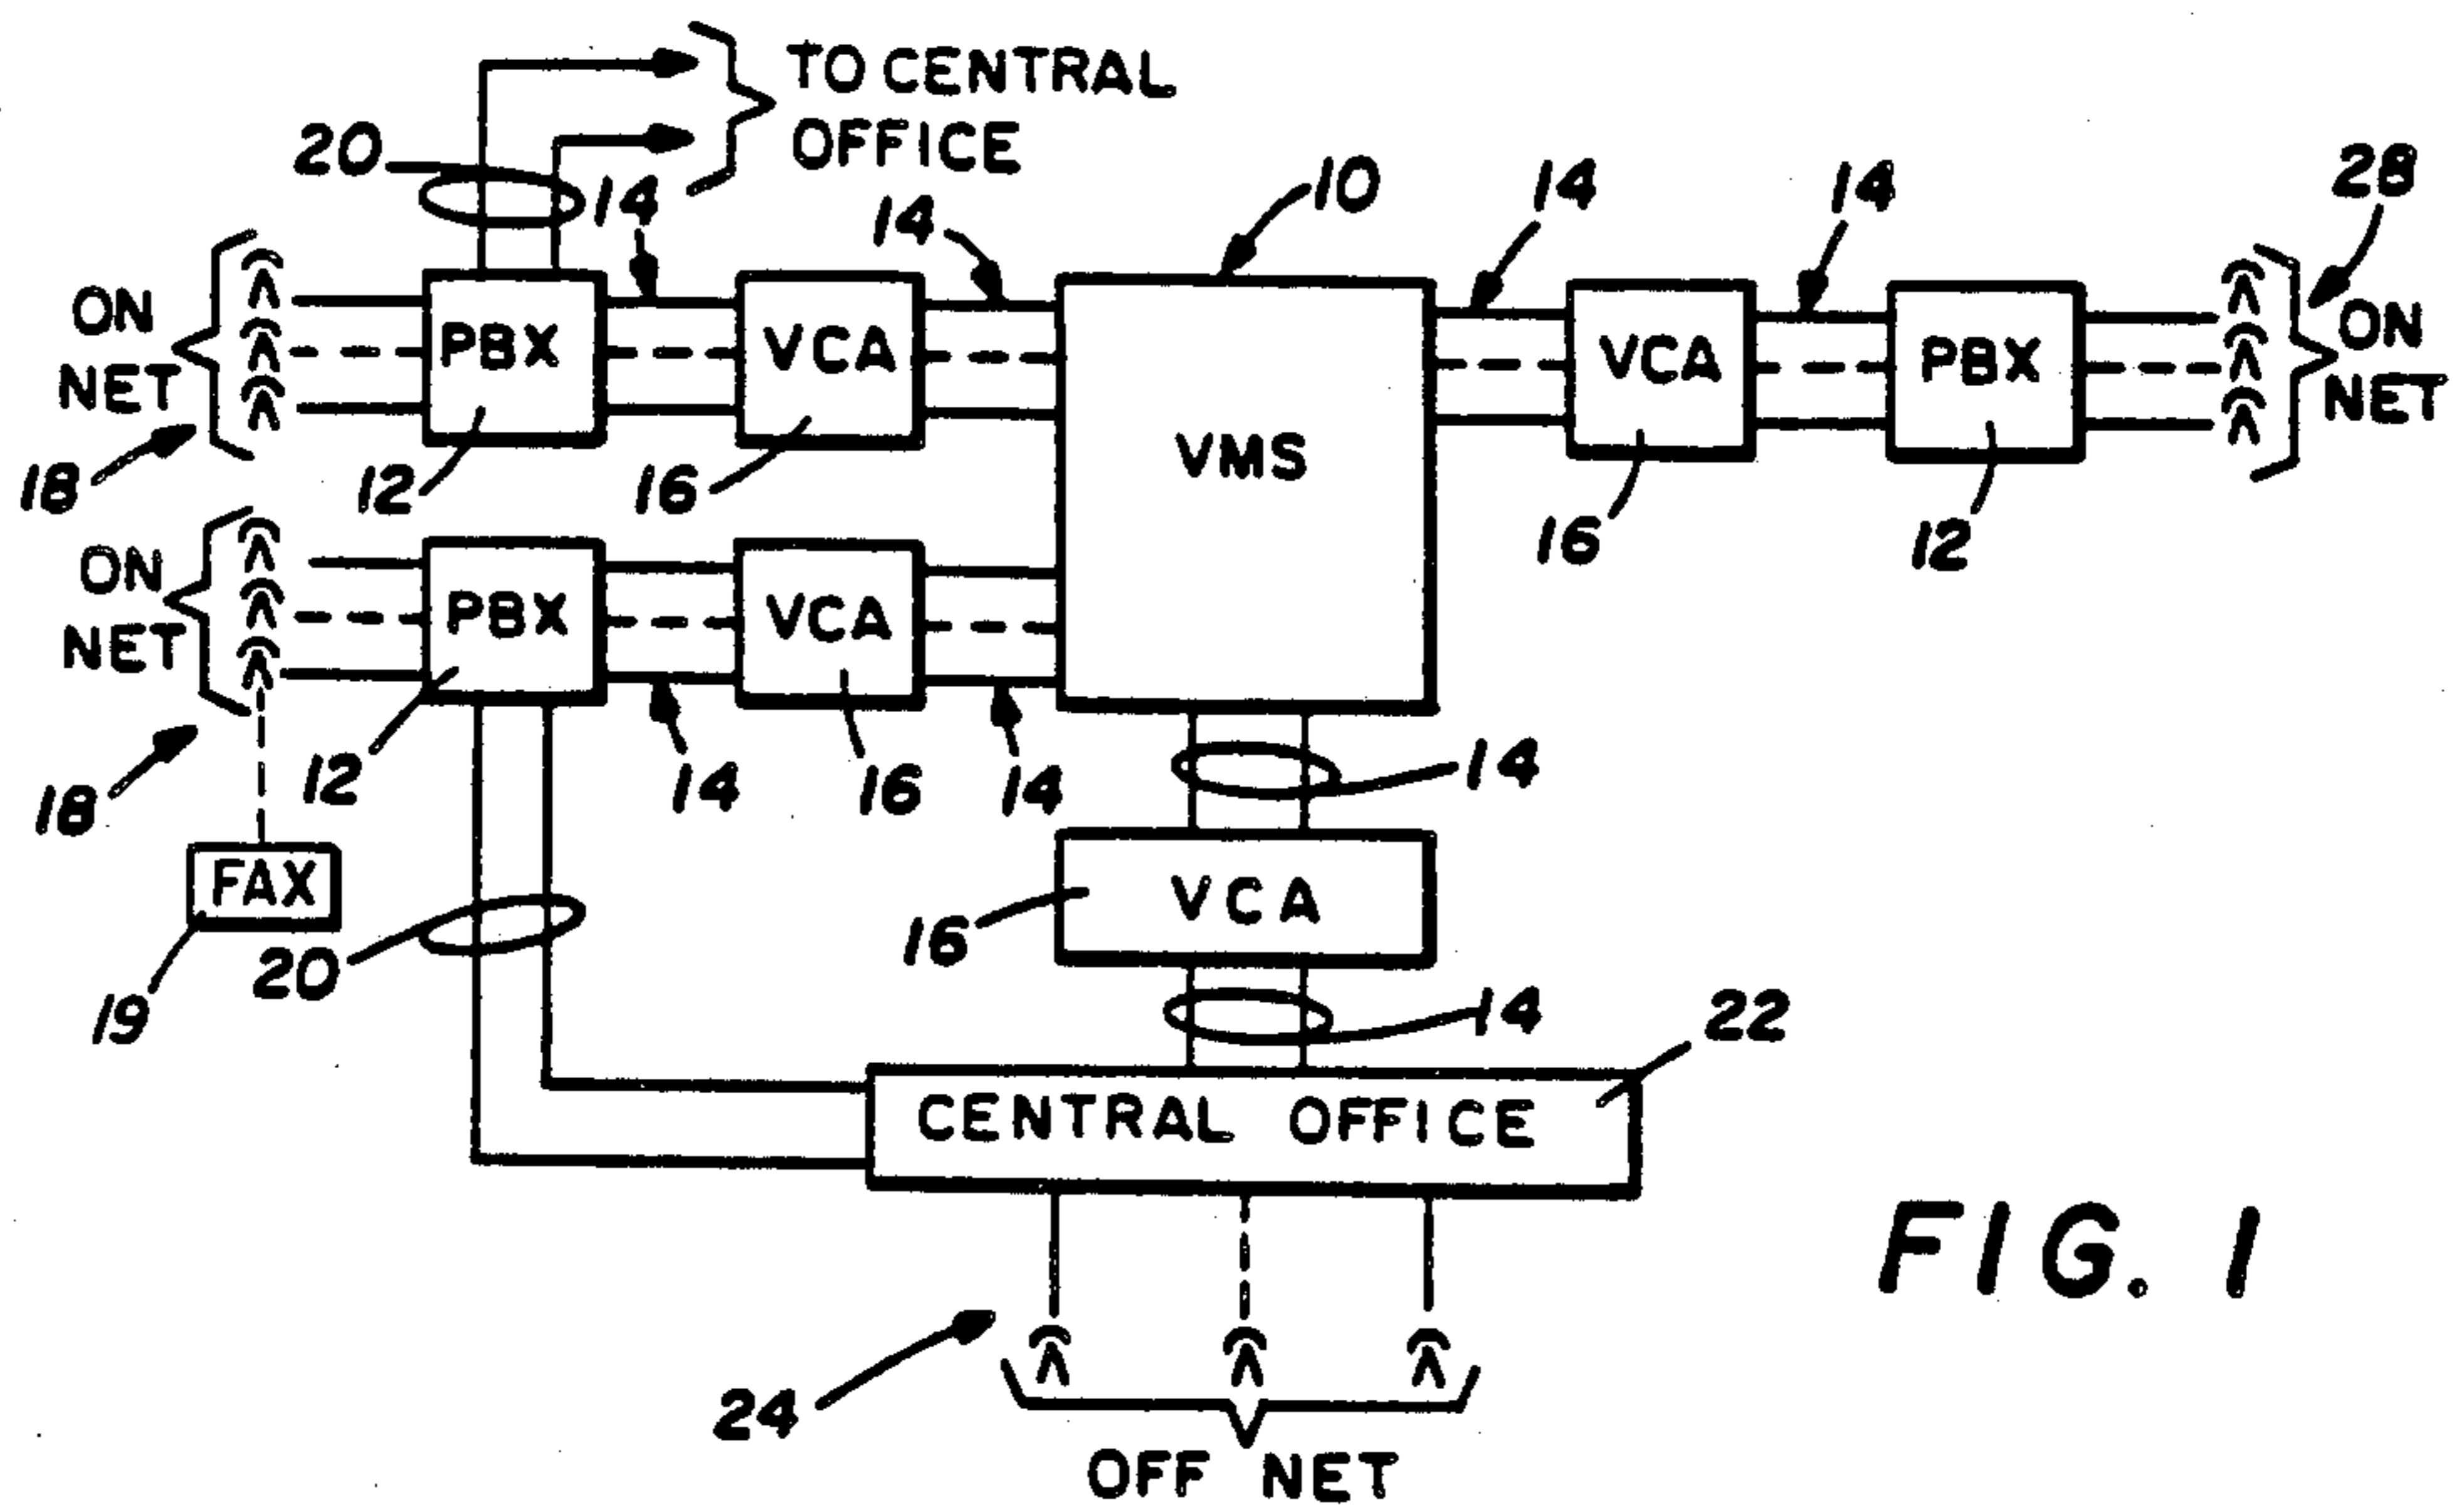 TO CENTRAL
OFFICE
20
14
14
10
14
14
28
ON
NET
PBX
VCA
VMS
VCA
PBX
ON
NET
18
12
16
16
12
ON
NET
PBX
VCA
18
12
14
16
14
14
FAX
19
20
16
VCA
14
22
CENTRAL OFFICE
24
OFF NET
FIG. 1